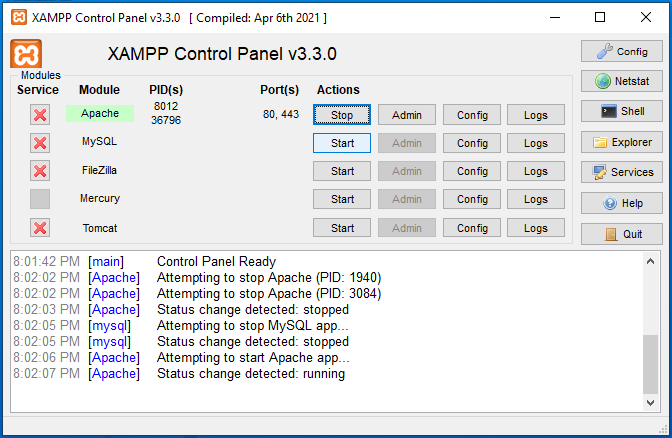 XAMPP Control Panel v3.3.0 [ Compiled: Apr 6th 2021 ]
XAMPP Control Panel v3.3.0
Config
Modules
Service Module PID(s) Port(s) Actions
Netstat
Apache 8012 36796 80, 443 Stop Admin Config Logs
Shell
MySQL Start Admin Config Logs
Explorer
FileZilla Start Admin Config Logs
Services
Mercury Start Admin Config Logs
Help
Tomcat Start Admin Config Logs
Quit
8:01:42 PM [main] Control Panel Ready
8:02:02 PM [Apache] Attempting to stop Apache (PID: 1940)
8:02:02 PM [Apache] Attempting to stop Apache (PID: 3084)
8:02:03 PM [Apache] Status change detected: stopped
8:02:05 PM [mysql] Attempting to stop MySQL app...
8:02:05 PM [mysql] Status change detected: stopped
8:02:06 PM [Apache] Attempting to start Apache app...
8:02:07 PM [Apache] Status change detected: running